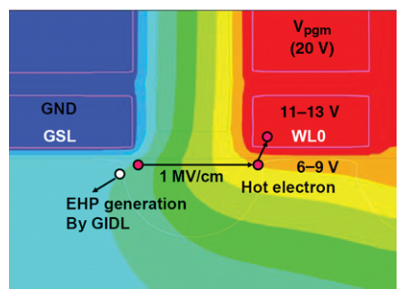 Vpgm
(20 V)
GND
11–13 V
GSL
WL0
1 MV/cm
6–9 V
Hot electron
EHP generation
By GIDL